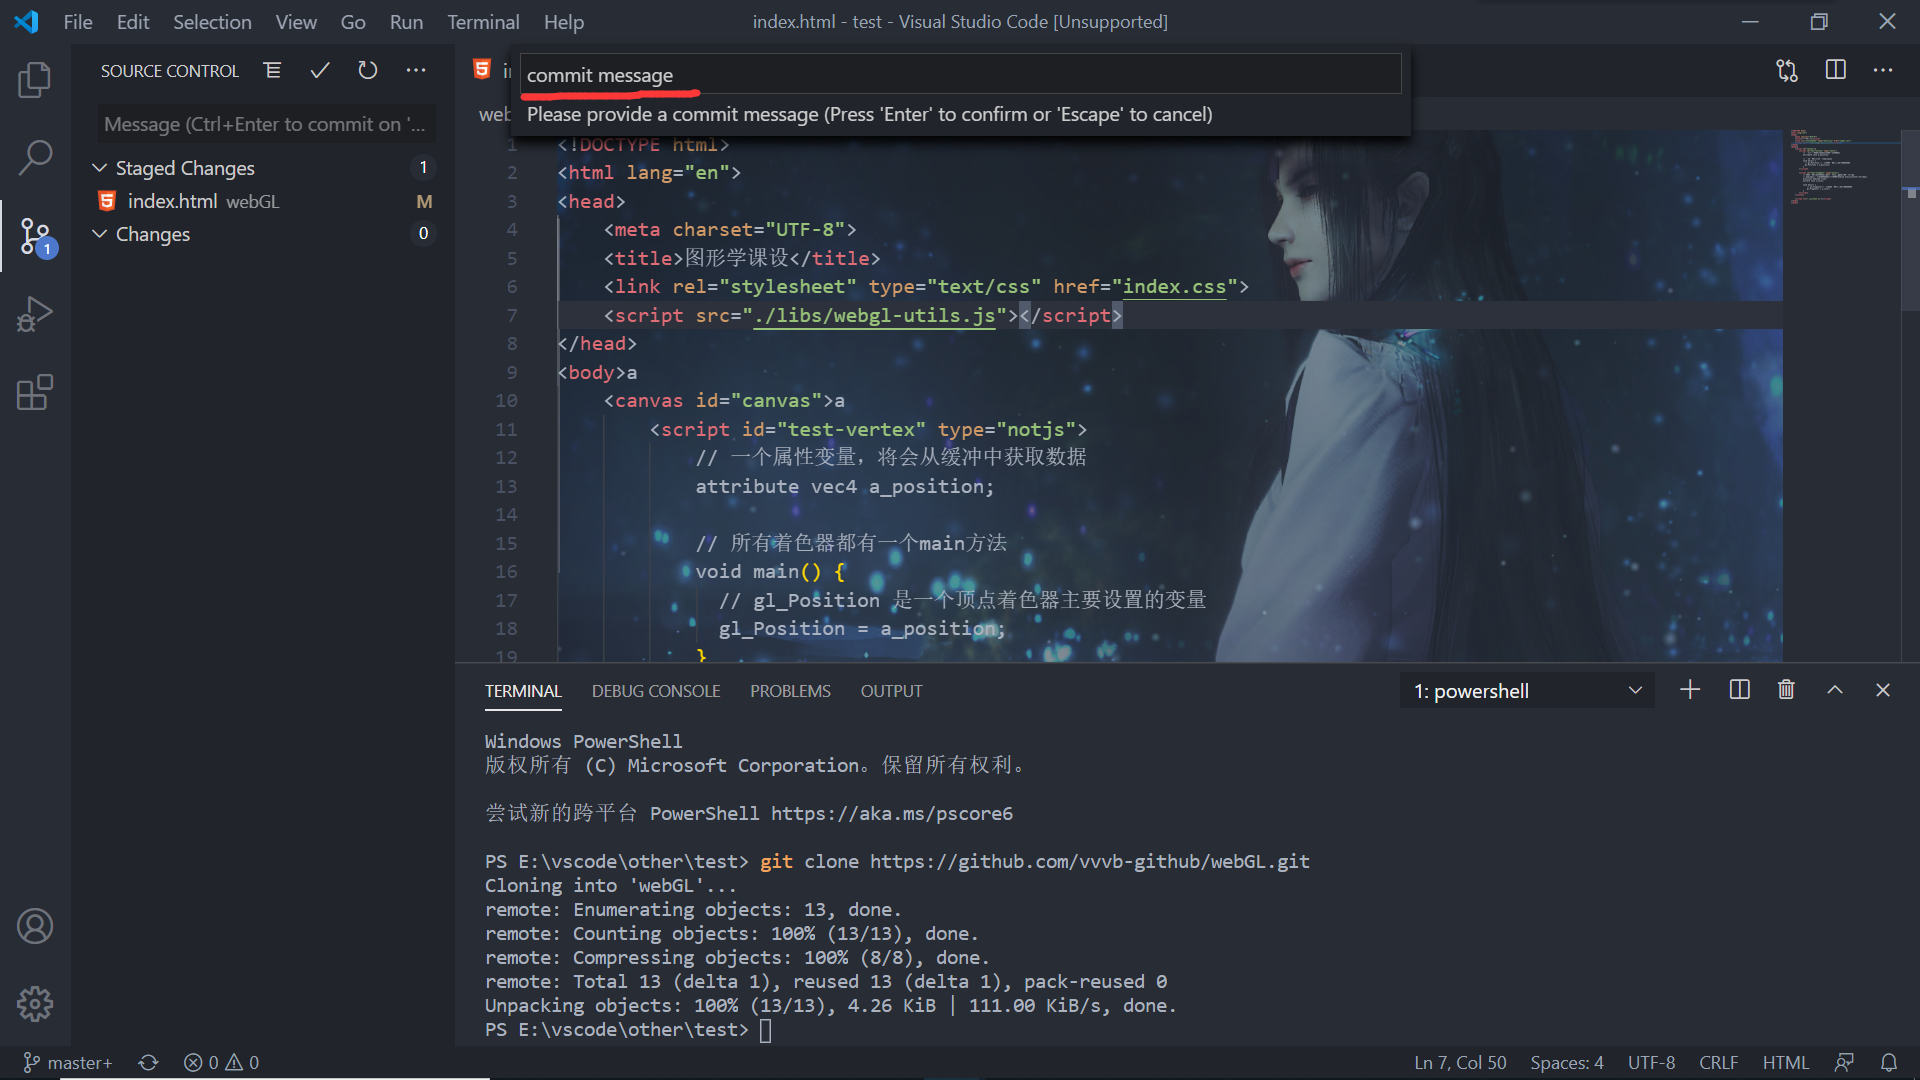 File Edit Selection View Go Run Terminal Help
index.html - test - Visual Studio Code [Unsupported]
SOURCE CONTROL
Message (Ctrl+Enter to commit on '...
Staged Changes 1
index.html webGL M
Changes 0
1
commit message
Please provide a commit message (Press 'Enter' to confirm or 'Escape' to cancel)
1 <!DOCTYPE html>
2 <html lang="en">
3 <head>
4 <meta charset="UTF-8">
5 <title>图形学课设</title>
6 <link rel="stylesheet" type="text/css" href="index.css">
7 <script src="./libs/webgl-utils.js"></script>
8 </head>
9 <body>a
10 <canvas id="canvas">a
11 <script id="test-vertex" type="notjs">
12 // 一个属性变量，将会从缓冲中获取数据
13 attribute vec4 a_position;
14
15 // 所有着色器都有一个main方法
16 void main() {
17 // gl_Position 是一个顶点着色器主要设置的变量
18 gl_Position = a_position;
19 }
TERMINAL DEBUG CONSOLE PROBLEMS OUTPUT
1: powershell
Windows PowerShell
版权所有 (C) Microsoft Corporation。保留所有权利。
尝试新的跨平台 PowerShell https://aka.ms/pscore6
PS E:\vscode\other\test> git clone https://github.com/vvvb-github/webGL.git
Cloning into 'webGL'...
remote: Enumerating objects: 13, done.
remote: Counting objects: 100% (13/13), done.
remote: Compressing objects: 100% (8/8), done.
remote: Total 13 (delta 1), reused 13 (delta 1), pack-reused 0
Unpacking objects: 100% (13/13), 4.26 KiB | 111.00 KiB/s, done.
PS E:\vscode\other\test>
master+ 0 0
Ln 7, Col 50 Spaces: 4 UTF-8 CRLF HTML